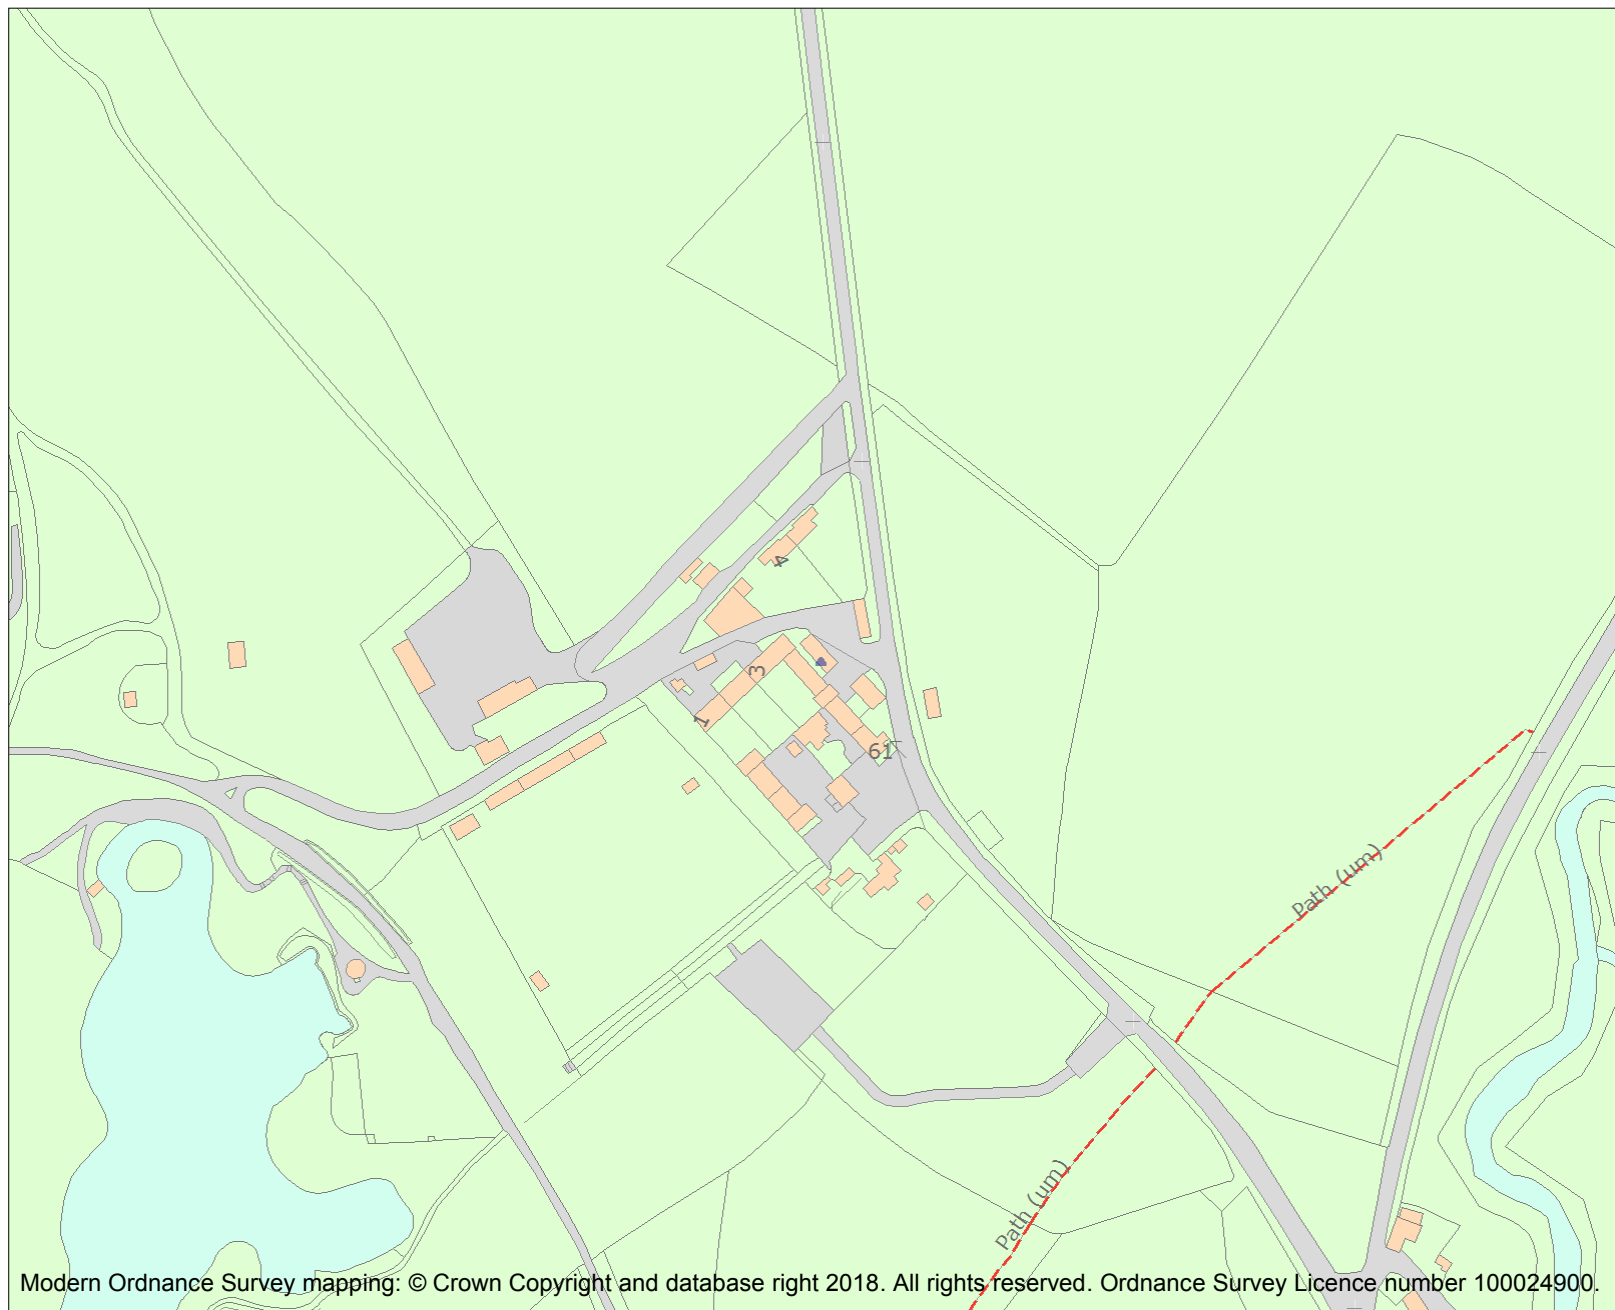 4
3
1
61
Path (um)
Path (um)
Modern Ordnance Survey mapping: © Crown Copyright and database right 2018. All rights reserved. Ordnance Survey Licence number 100024900.